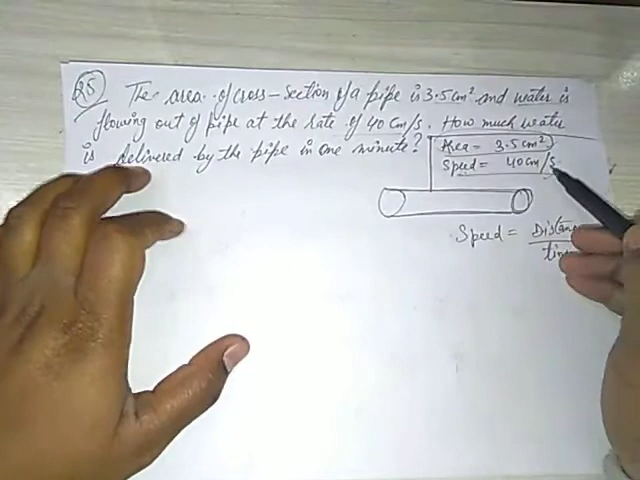 25 The area of cross-section of a pipe is 3.5 cm² and water is
flowing out of pipe at the rate of 40 cm/s. How much water
is delivered by the pipe in one minute?
Area = 3.5 cm²
Speed = 40 cm/s
Speed =